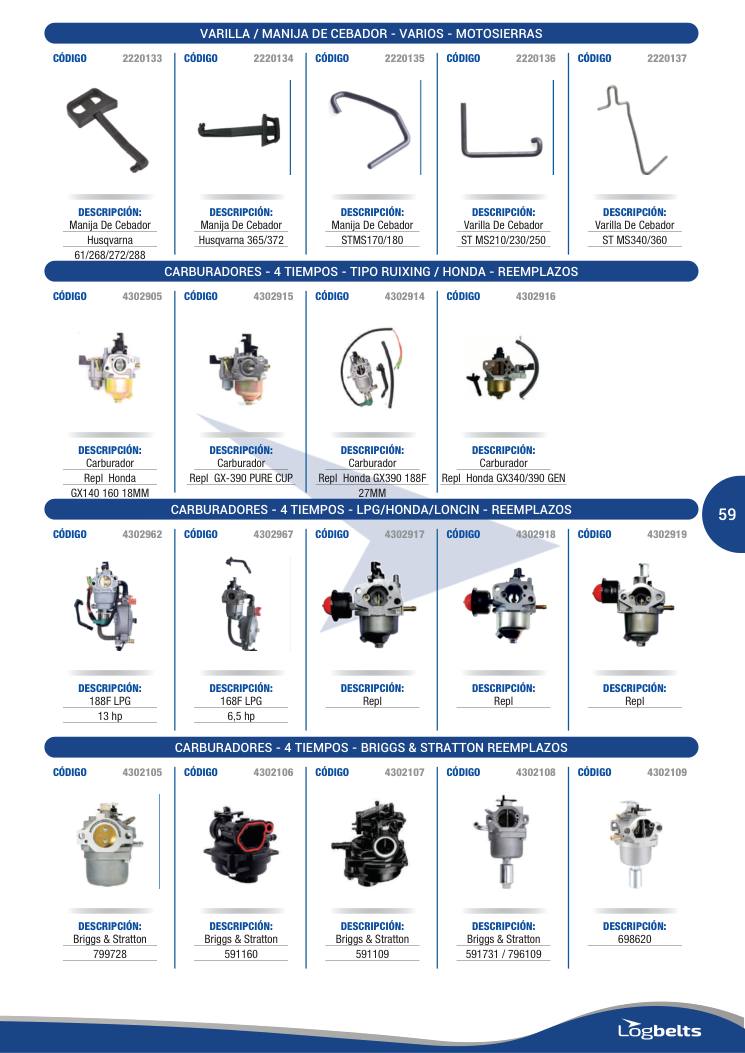 VARILLA / MANIJA DE CEBADOR - VARIOS - MOTOSIERRAS
CÓDIGO 2220133
DESCRIPCIÓN:
Manija De Cebador
Husqvarna
61/268/272/288
CÓDIGO 2220134
DESCRIPCIÓN:
Manija De Cebador
Husqvarna 365/372
CÓDIGO 2220135
DESCRIPCIÓN:
Manija De Cebador
STMS170/180
CÓDIGO 2220136
DESCRIPCIÓN:
Varilla De Cebador
ST MS210/230/250
CÓDIGO 2220137
DESCRIPCIÓN:
Varilla De Cebador
ST MS340/360
CARBURADORES - 4 TIEMPOS - TIPO RUIXING / HONDA - REEMPLAZOS
CÓDIGO 4302905
DESCRIPCIÓN:
Carburador
Repl Honda
GX140 160 18MM
CÓDIGO 4302915
DESCRIPCIÓN:
Carburador
Repl GX-390 PURE CUP
CÓDIGO 4302914
DESCRIPCIÓN:
Carburador
Repl Honda GX390 188F
27MM
CÓDIGO 4302916
DESCRIPCIÓN:
Carburador
Repl Honda GX340/390 GEN
59
CARBURADORES - 4 TIEMPOS - LPG/HONDA/LONCIN - REEMPLAZOS
CÓDIGO 4302962
DESCRIPCIÓN:
188F LPG
13 hp
CÓDIGO 4302967
DESCRIPCIÓN:
168F LPG
6,5 hp
CÓDIGO 4302917
DESCRIPCIÓN:
Repl
CÓDIGO 4302918
DESCRIPCIÓN:
Repl
CÓDIGO 4302919
DESCRIPCIÓN:
Repl
CARBURADORES - 4 TIEMPOS - BRIGGS & STRATTON REEMPLAZOS
CÓDIGO 4302105
DESCRIPCIÓN:
Briggs & Stratton
799728
CÓDIGO 4302106
DESCRIPCIÓN:
Briggs & Stratton
591160
CÓDIGO 4302107
DESCRIPCIÓN:
Briggs & Stratton
591109
CÓDIGO 4302108
DESCRIPCIÓN:
Briggs & Stratton
591731 / 796109
CÓDIGO 4302109
DESCRIPCIÓN:
698620
Logbelts